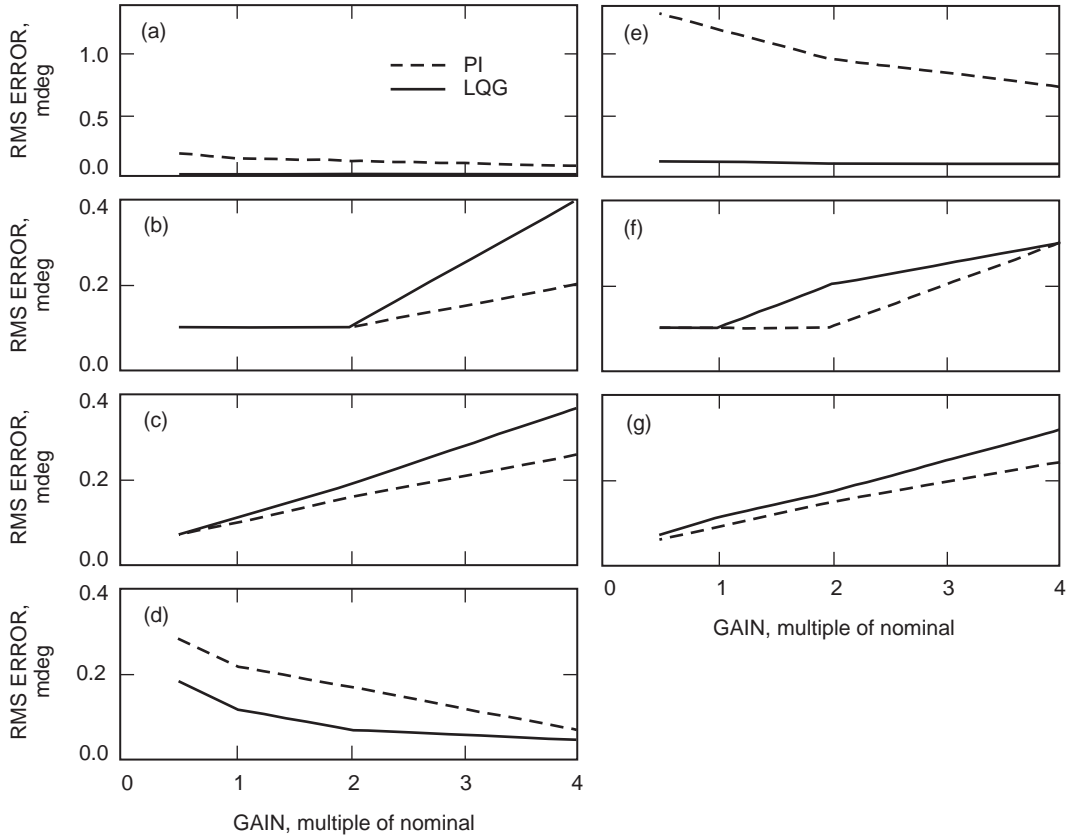 (a)
PI
LQG
RMS ERROR,
mdeg
1.0
0.5
0.0
(e)
(b)
RMS ERROR,
mdeg
0.4
0.2
0.0
(f)
(c)
RMS ERROR,
mdeg
0.4
0.2
0.0
(g)
0 1 2 3 4
GAIN, multiple of nominal
(d)
RMS ERROR,
mdeg
0.4
0.2
0.0
0 1 2 3 4
GAIN, multiple of nominal